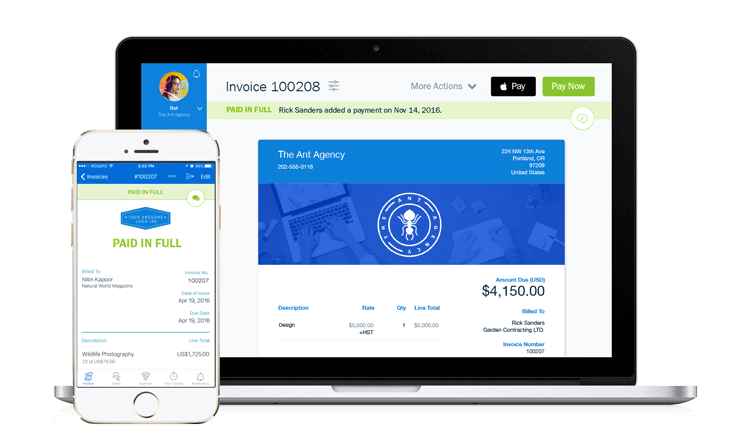 Invoice 100208
More Actions
Pay
Pay Now
Dot
The Ant Agency
PAID IN FULL Rick Sanders added a payment on Nov 14, 2016.
The Ant Agency
202-555-0118
224 NW 13th Ave
Portland, OR
97209
United States
THE ANT AGENCY
Amount Due (USD)
$4,150.00
Description Rate Qty Line Total
Design $5,000.00 1 $5,000.00
+HST
Billed To
Rick Sanders
Garden Contracting LTD.
Invoice Number
100207
ROGERS 8:02 PM
Invoices #100207 Edit
PAID IN FULL
YOUR AWESOME
LOGO INC
PAID IN FULL
Billed To
Nitin Kapoor
Natural World Magazine
Invoice No.
100207
Date of Issue
Apr 19, 2016
Due Date
Apr 19, 2016
Description Line Total
Wildlife Photography US$1,725.00
23 at US$75.00
Invoices
Time Tracking
Notifications